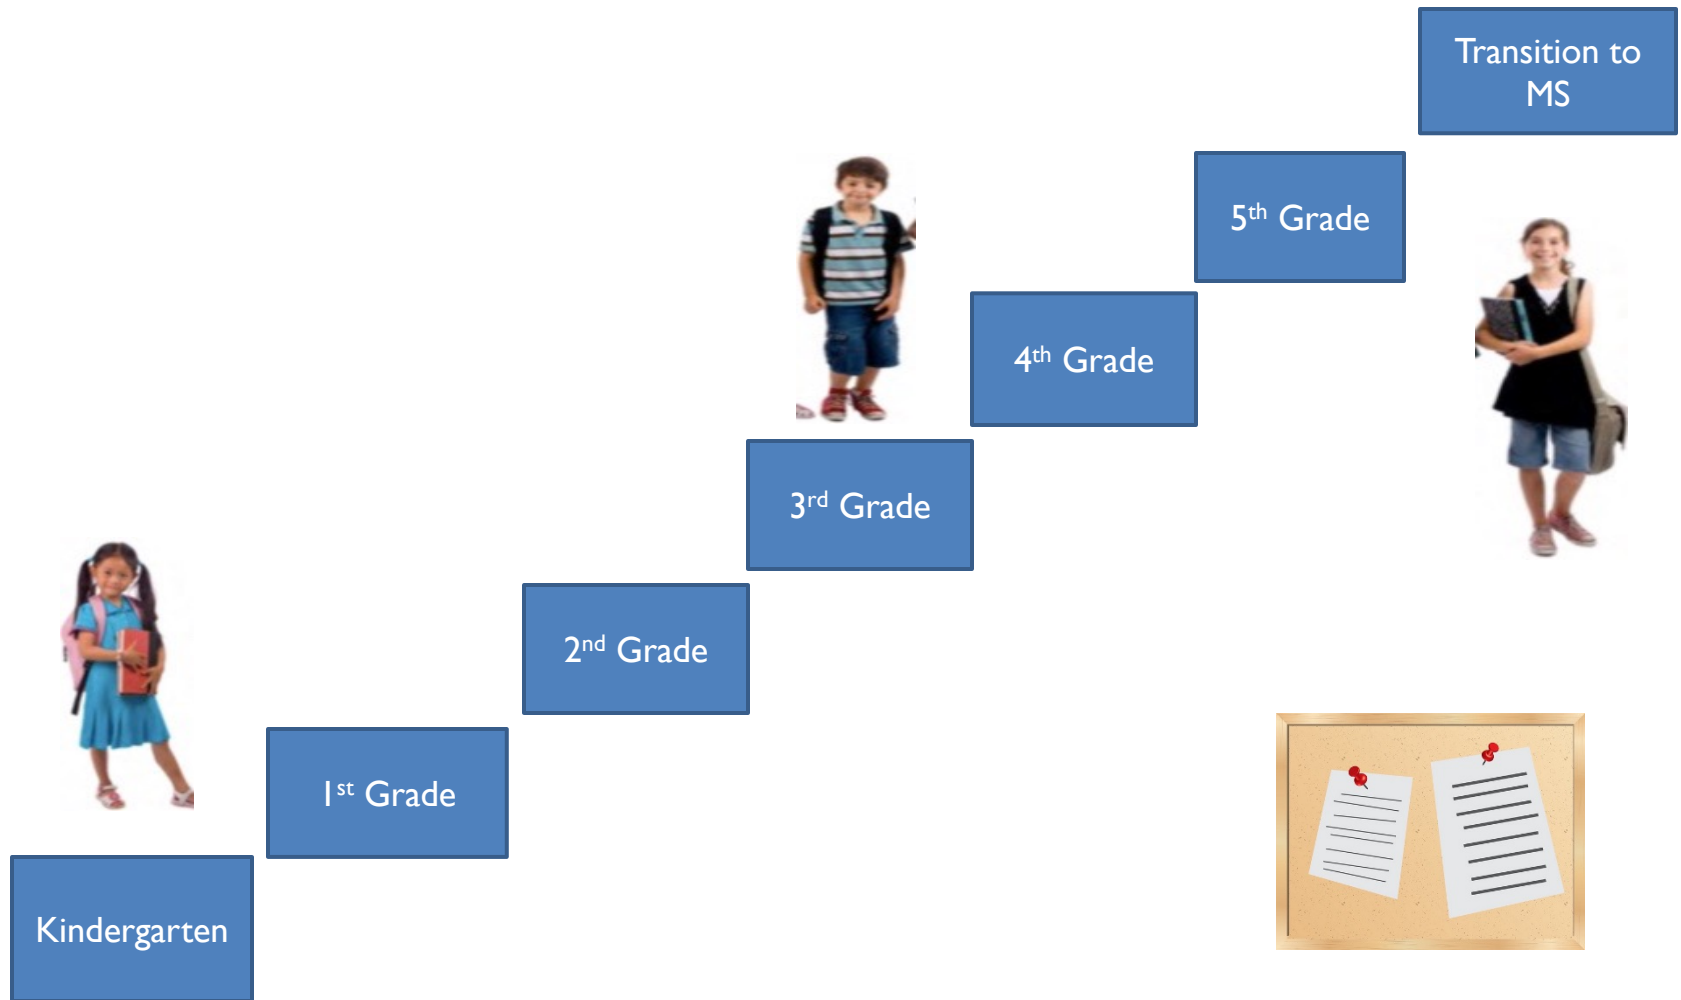 Transition to
MS
5th Grade
4th Grade
3rd Grade
2nd Grade
1st Grade
Kindergarten